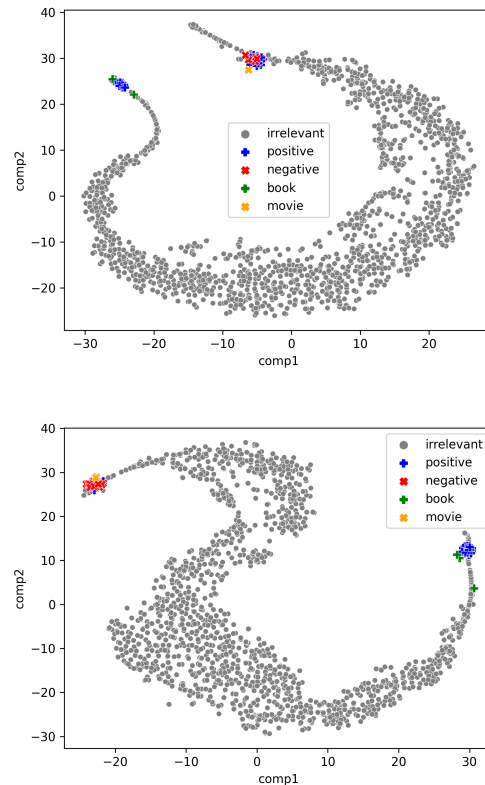 40
30
20
10
0
−10
−20
comp2
irrelevant
positive
negative
book
movie
−30 −20 −10 0 10 20
comp1
40
30
20
10
0
−10
−20
−30
comp2
irrelevant
positive
negative
book
movie
−20 −10 0 10 20 30
comp1